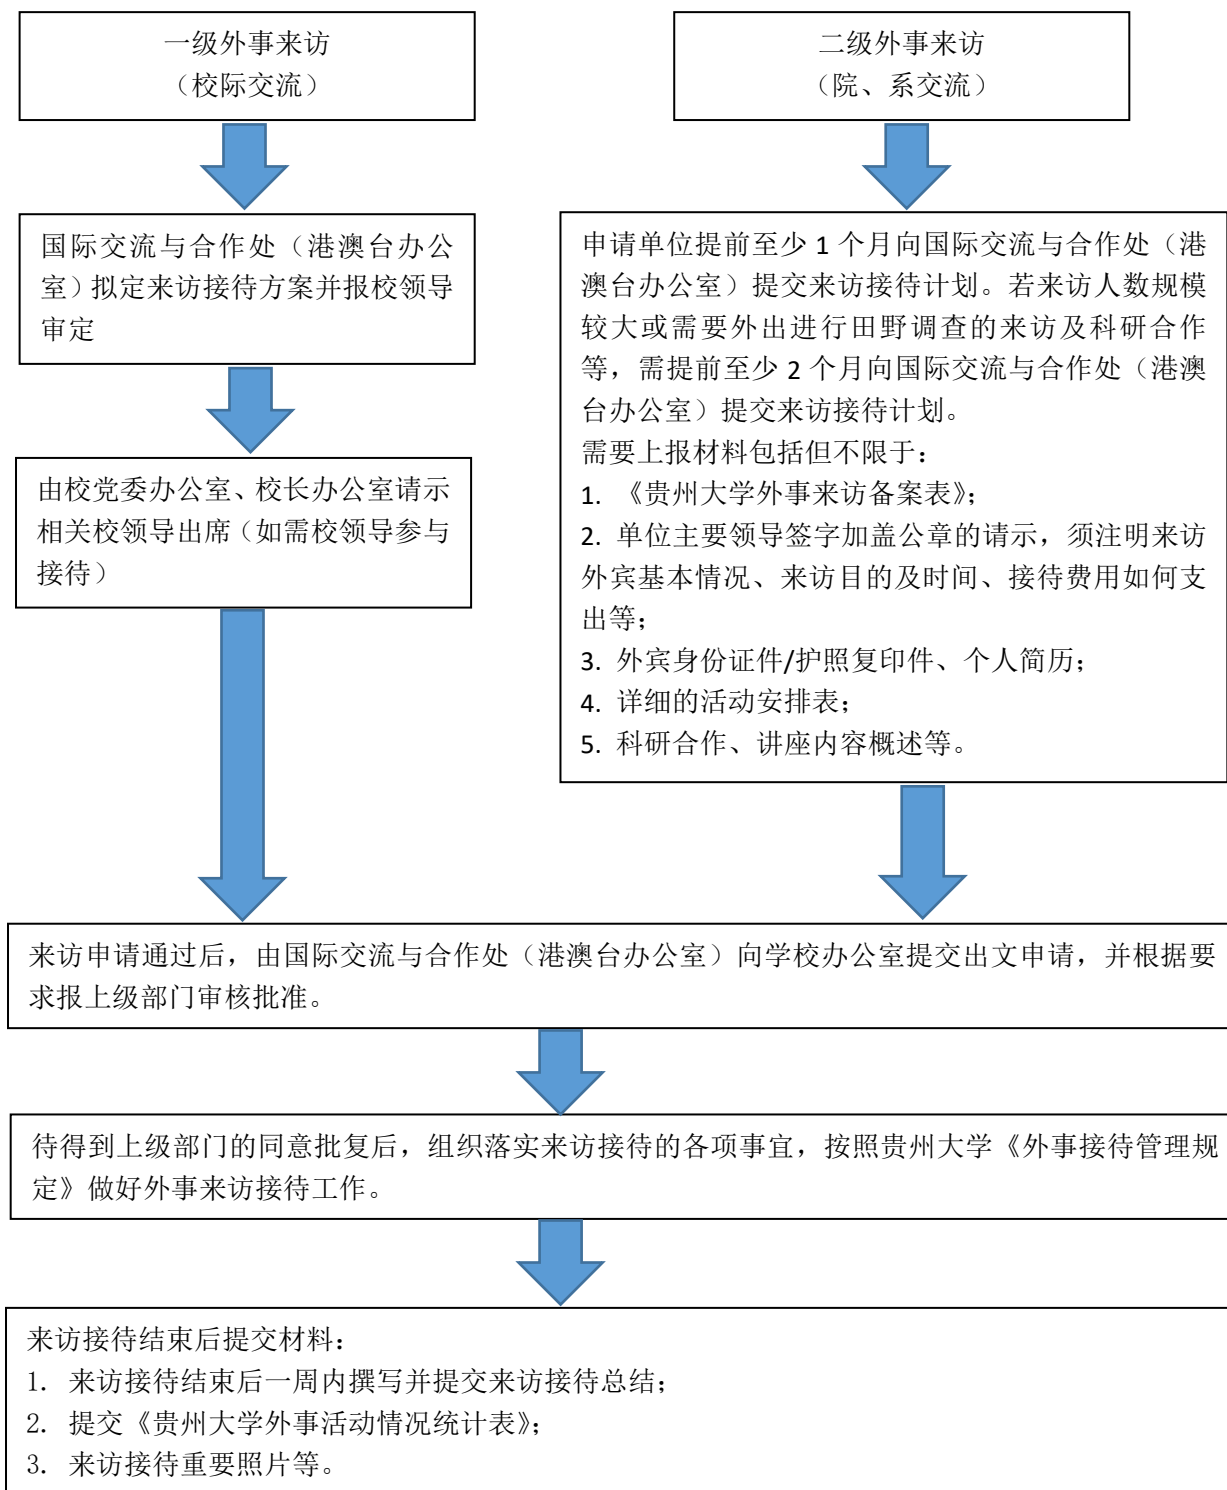 一级外事来访
（校际交流）
二级外事来访
（院、系交流）
国际交流与合作处（港澳台办公
室）拟定来访接待方案并报校领导
审定
由校党委办公室、校长办公室请示
相关校领导出席（如需校领导参与
接待）
申请单位提前至少 1 个月向国际交流与合作处（港
澳台办公室）提交来访接待计划。若来访人数规模
较大或需要外出进行田野调查的来访及科研合作
等，需提前至少 2 个月向国际交流与合作处（港澳
台办公室）提交来访接待计划。
需要上报材料包括但不限于：
1. 《贵州大学外事来访备案表》；
2. 单位主要领导签字加盖公章的请示，须注明来访
外宾基本情况、来访目的及时间、接待费用如何支
出等；
3. 外宾身份证件/护照复印件、个人简历；
4. 详细的活动安排表；
5. 科研合作、讲座内容概述等。
来访申请通过后，由国际交流与合作处（港澳台办公室）向学校办公室提交出文申请，并根据要
求报上级部门审核批准。
待得到上级部门的同意批复后，组织落实来访接待的各项事宜，按照贵州大学《外事接待管理规
定》做好外事来访接待工作。
来访接待结束后提交材料：
1. 来访接待结束后一周内撰写并提交来访接待总结；
2. 提交《贵州大学外事活动情况统计表》；
3. 来访接待重要照片等。